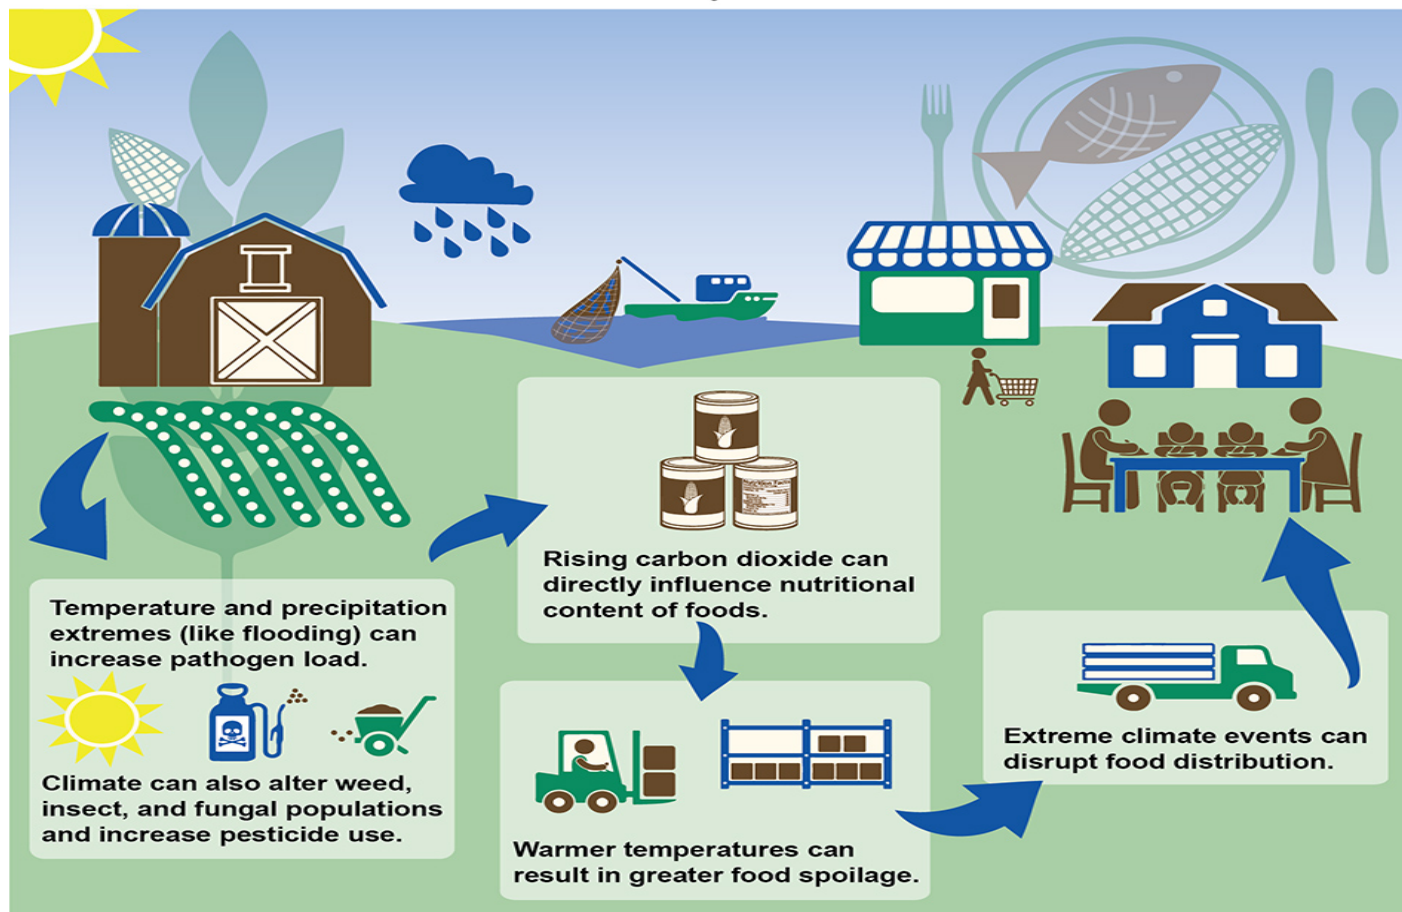 Temperature and precipitation
extremes (like flooding) can
increase pathogen load.
Climate can also alter weed,
insect, and fungal populations
and increase pesticide use.
Nutrition Facts
Rising carbon dioxide can
directly influence nutritional
content of foods.
Warmer temperatures can
result in greater food spoilage.
Extreme climate events can
disrupt food distribution.